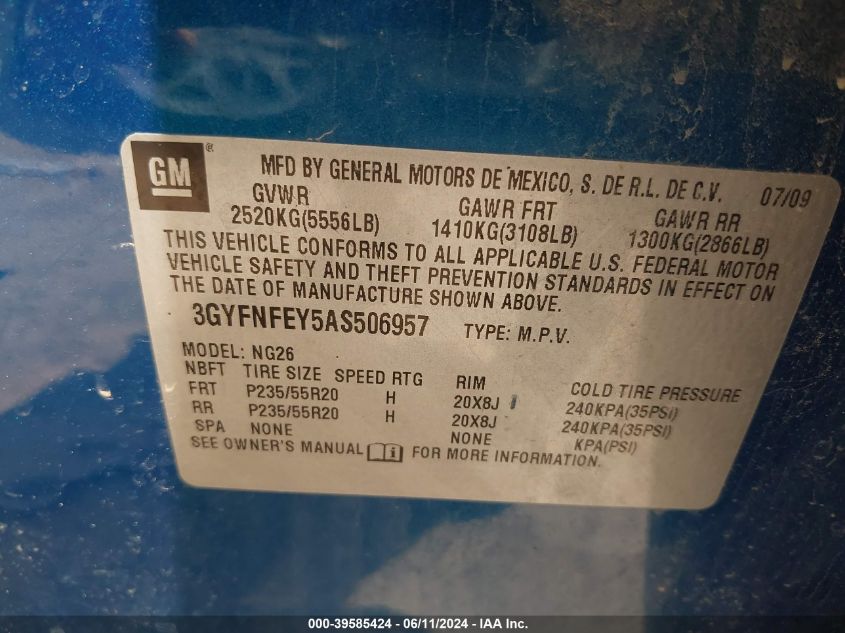 GM ® MFD BY GENERAL MOTORS DE MEXICO, S. DE R.L. DE C.V. 07/09
GVWR GAWR FRT GAWR RR
2520KG(5556LB) 1410KG(3108LB) 1300KG(2866LB)
THIS VEHICLE CONFORMS TO ALL APPLICABLE U.S. FEDERAL MOTOR
VEHICLE SAFETY AND THEFT PREVENTION STANDARDS IN EFFECT ON
THE DATE OF MANUFACTURE SHOWN ABOVE.
3GYFNFEY5AS506957 TYPE: M.P.V.
MODEL: NG26
NBFT TIRE SIZE SPEED RTG RIM COLD TIRE PRESSURE
FRT P235/55R20 H 20X8J 240KPA(35PSI)
RR P235/55R20 H 20X8J 240KPA(35PSI)
SPA NONE NONE KPA(PSI)
SEE OWNER'S MANUAL i FOR MORE INFORMATION.
000-39585424 - 06/11/2024 - IAA Inc.